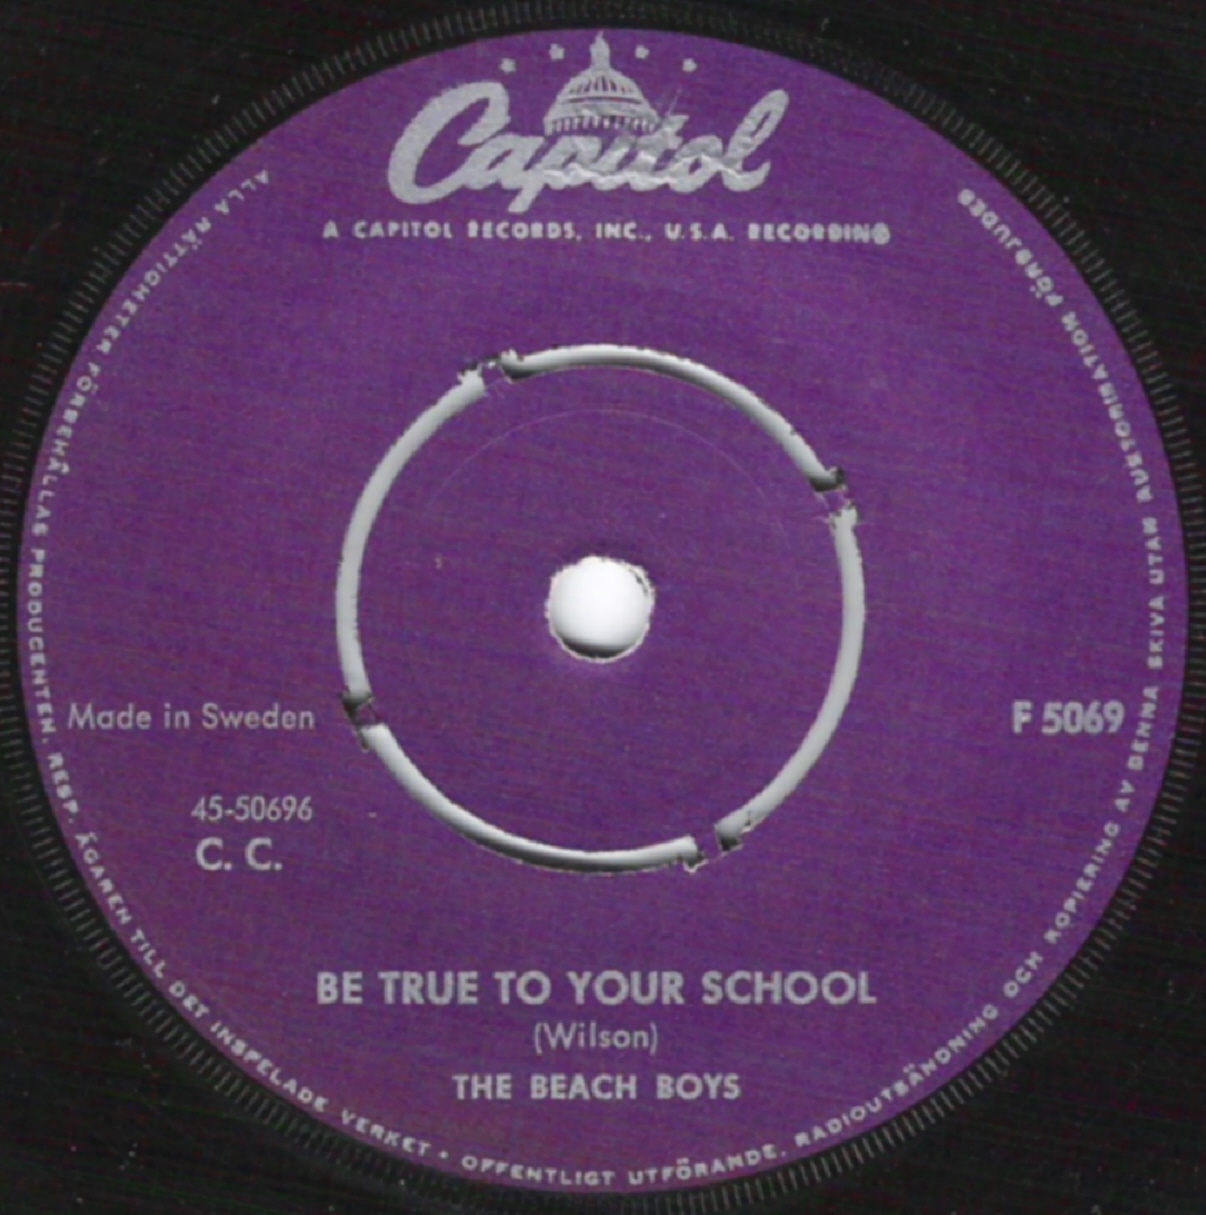 Capitol
A CAPITOL RECORDS, INC., U.S.A. RECORDING
Made in Sweden
F 5069
45-50696
C. C.
BE TRUE TO YOUR SCHOOL
(Wilson)
THE BEACH BOYS
ALLA RÄTTIGHETER FÖRBEHÅLLAS PRODUCENTEN, RESP. ÄGAREN TILL DET INSPELADE VERKET • OFFENTLIGT UTFÖRANDE, RADIOUTSÄNDNING OCH KOPIERING AV DENNA SKIVA UTAN AUKTORISATION FÖRBJUDES